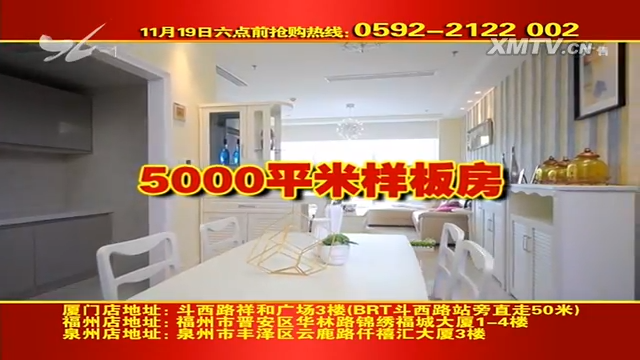 11月19日六点前抢购热线：0592-2122 002
XMTV.CN 告
5000平米样板房
厦门店地址：斗西路祥和广场3楼(BRT斗西路站旁直走50米)
福州店地址：福州市晋安区华林路锦绣福城大厦1-4楼
泉州店地址：泉州市丰泽区云鹿路仟禧汇大厦3楼